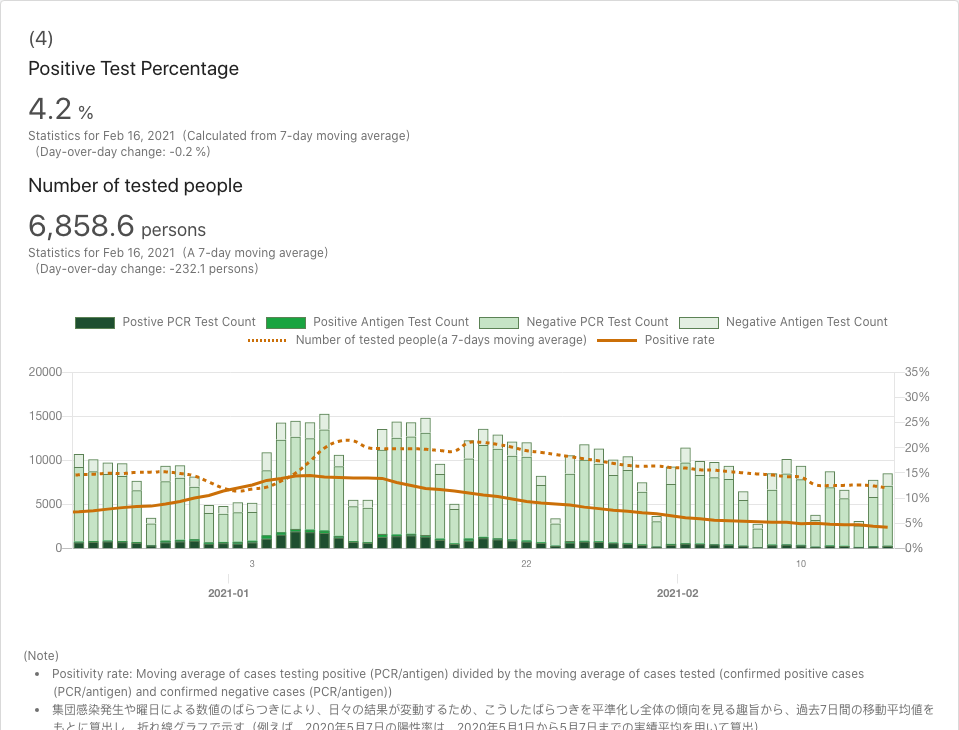 (4)
Positive Test Percentage
4.2 %
Statistics for Feb 16, 2021 (Calculated from 7-day moving average)
(Day-over-day change: -0.2 %)
Number of tested people
6,858.6 persons
Statistics for Feb 16, 2021 (A 7-day moving average)
(Day-over-day change: -232.1 persons)
Postive PCR Test Count Positive Antigen Test Count Negative PCR Test Count Negative Antigen Test Count
Number of tested people(a 7-days moving average) Positive rate
20000 35%
30%
15000
25%
20%
10000
15%
10%
5000
5%
0 0%
3 22 10
2021-01 2021-02
(Note)
• Positivity rate: Moving average of cases testing positive (PCR/antigen) divided by the moving average of cases tested (confirmed positive cases
(PCR/antigen) and confirmed negative cases (PCR/antigen))
• 集団感染発生や曜日による数値のばらつきにより、日々の結果が変動するため、こうしたばらつきを平準化し全体の傾向を見る趣旨から、過去7日間の移動平均値を
もとに算出し、折れ線グラフで示す（例えば、2020年5月7日の陽性率は、2020年5月1日から5月7日までの実績平均を用いて算出）